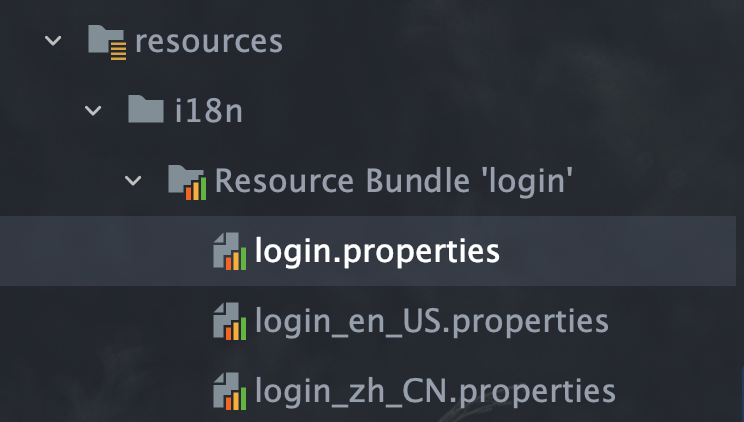 resources
i18n
Resource Bundle 'login'
login.properties
login_en_US.properties
login_zh_CN.properties